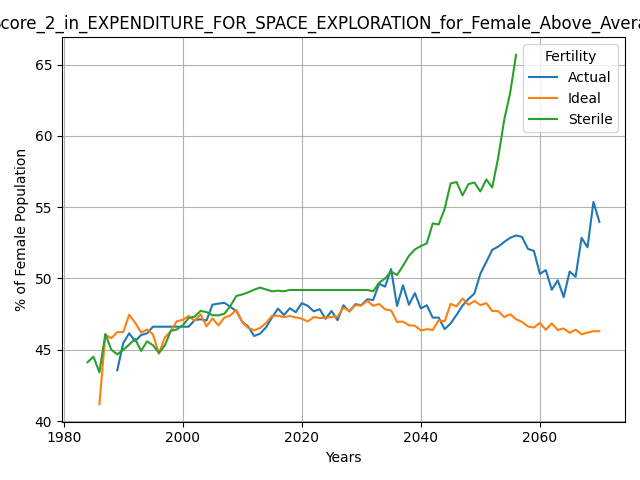 core_2_in_EXPENDITURE_FOR_SPACE_EXPLORATION_for_Female_Above_Avera
65
60
55
50
45
40
% of Female Population
1980
2000
2020
2040
2060
Years
Fertility
Actual
Ideal
Sterile